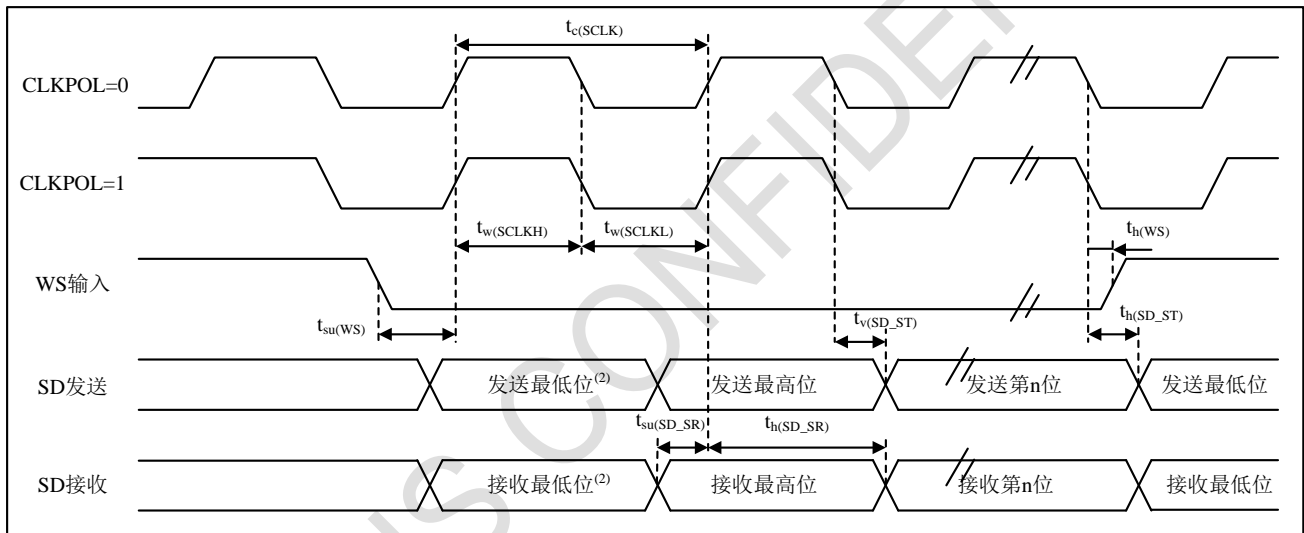 t_c(SCLK)
CLKPOL=0
CLKPOL=1
t_w(SCLKH) t_w(SCLKL)
t_h(WS)
WS输入
t_su(WS)
t_v(SD_ST)
t_h(SD_ST)
SD发送 发送最低位(2) 发送最高位 发送第n位 发送最低位
t_su(SD_SR) t_h(SD_SR)
SD接收 接收最低位(2) 接收最高位 接收第n位 接收最低位